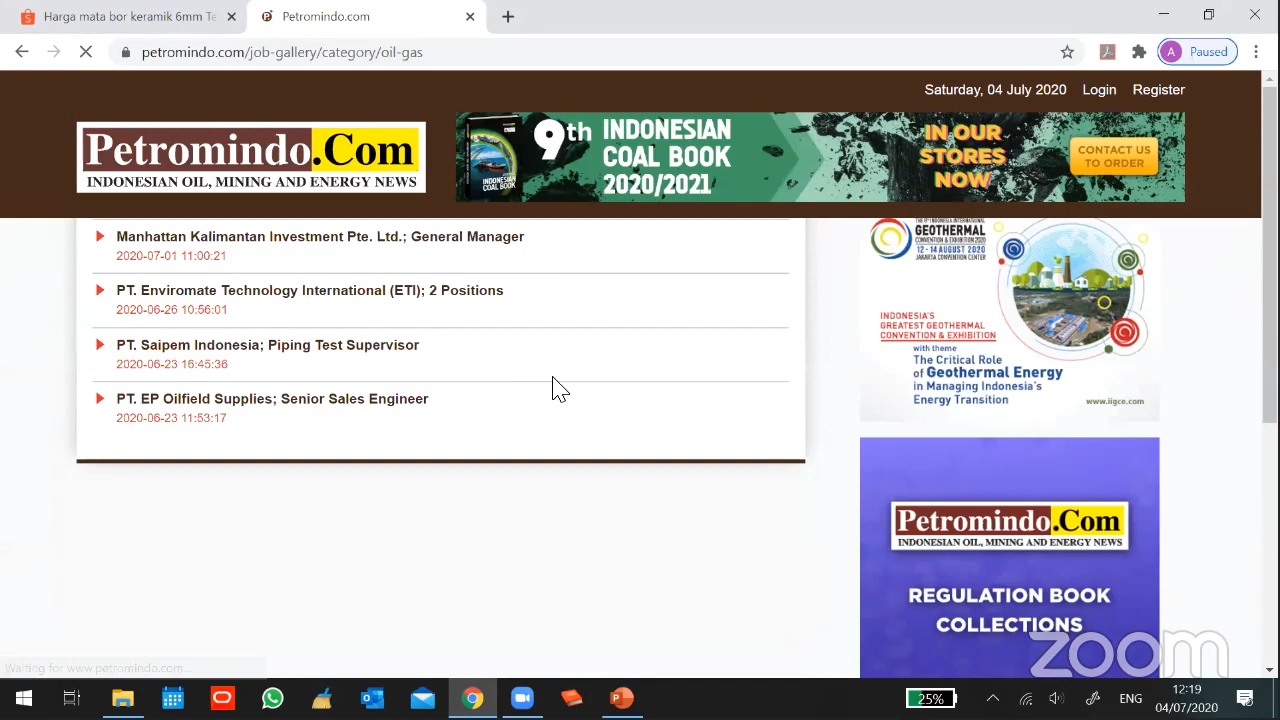 Harga mata bor keramik 6mm Te
Petromindo.Com
petromindo.com/job-gallery/category/oil-gas
A Paused
Saturday, 04 July 2020 Login Register
Petromindo.Com
INDONESIAN OIL, MINING AND ENERGY NEWS
INDONESIAN COAL BOOK
9th INDONESIAN
COAL BOOK
2020/2021
IN OUR
STORES
NOW
CONTACT US
TO ORDER
Manhattan Kalimantan Investment Pte. Ltd.; General Manager
2020-07-01 11:00:21
PT. Enviromate Technology International (ETI); 2 Positions
2020-06-26 10:56:01
PT. Saipem Indonesia; Piping Test Supervisor
2020-06-23 16:45:36
PT. EP Oilfield Supplies; Senior Sales Engineer
2020-06-23 11:53:17
THE 8TH INDONESIA INTERNATIONAL
GEOTHERMAL
CONVENTION & EXHIBITION 2020
12 - 14 AUGUST 2020
JAKARTA CONVENTION CENTER
INDONESIA'S
GREATEST GEOTHERMAL
CONVENTION & EXHIBITION
with theme
The Critical Role
of Geothermal Energy
in Managing Indonesia's
Energy Transition
www.iigce.com
Petromindo.Com
INDONESIAN OIL, MINING AND ENERGY NEWS
REGULATION BOOK
COLLECTIONS
zoom
Waiting for www.petromindo.com...
25%
ENG
12:19
04/07/2020